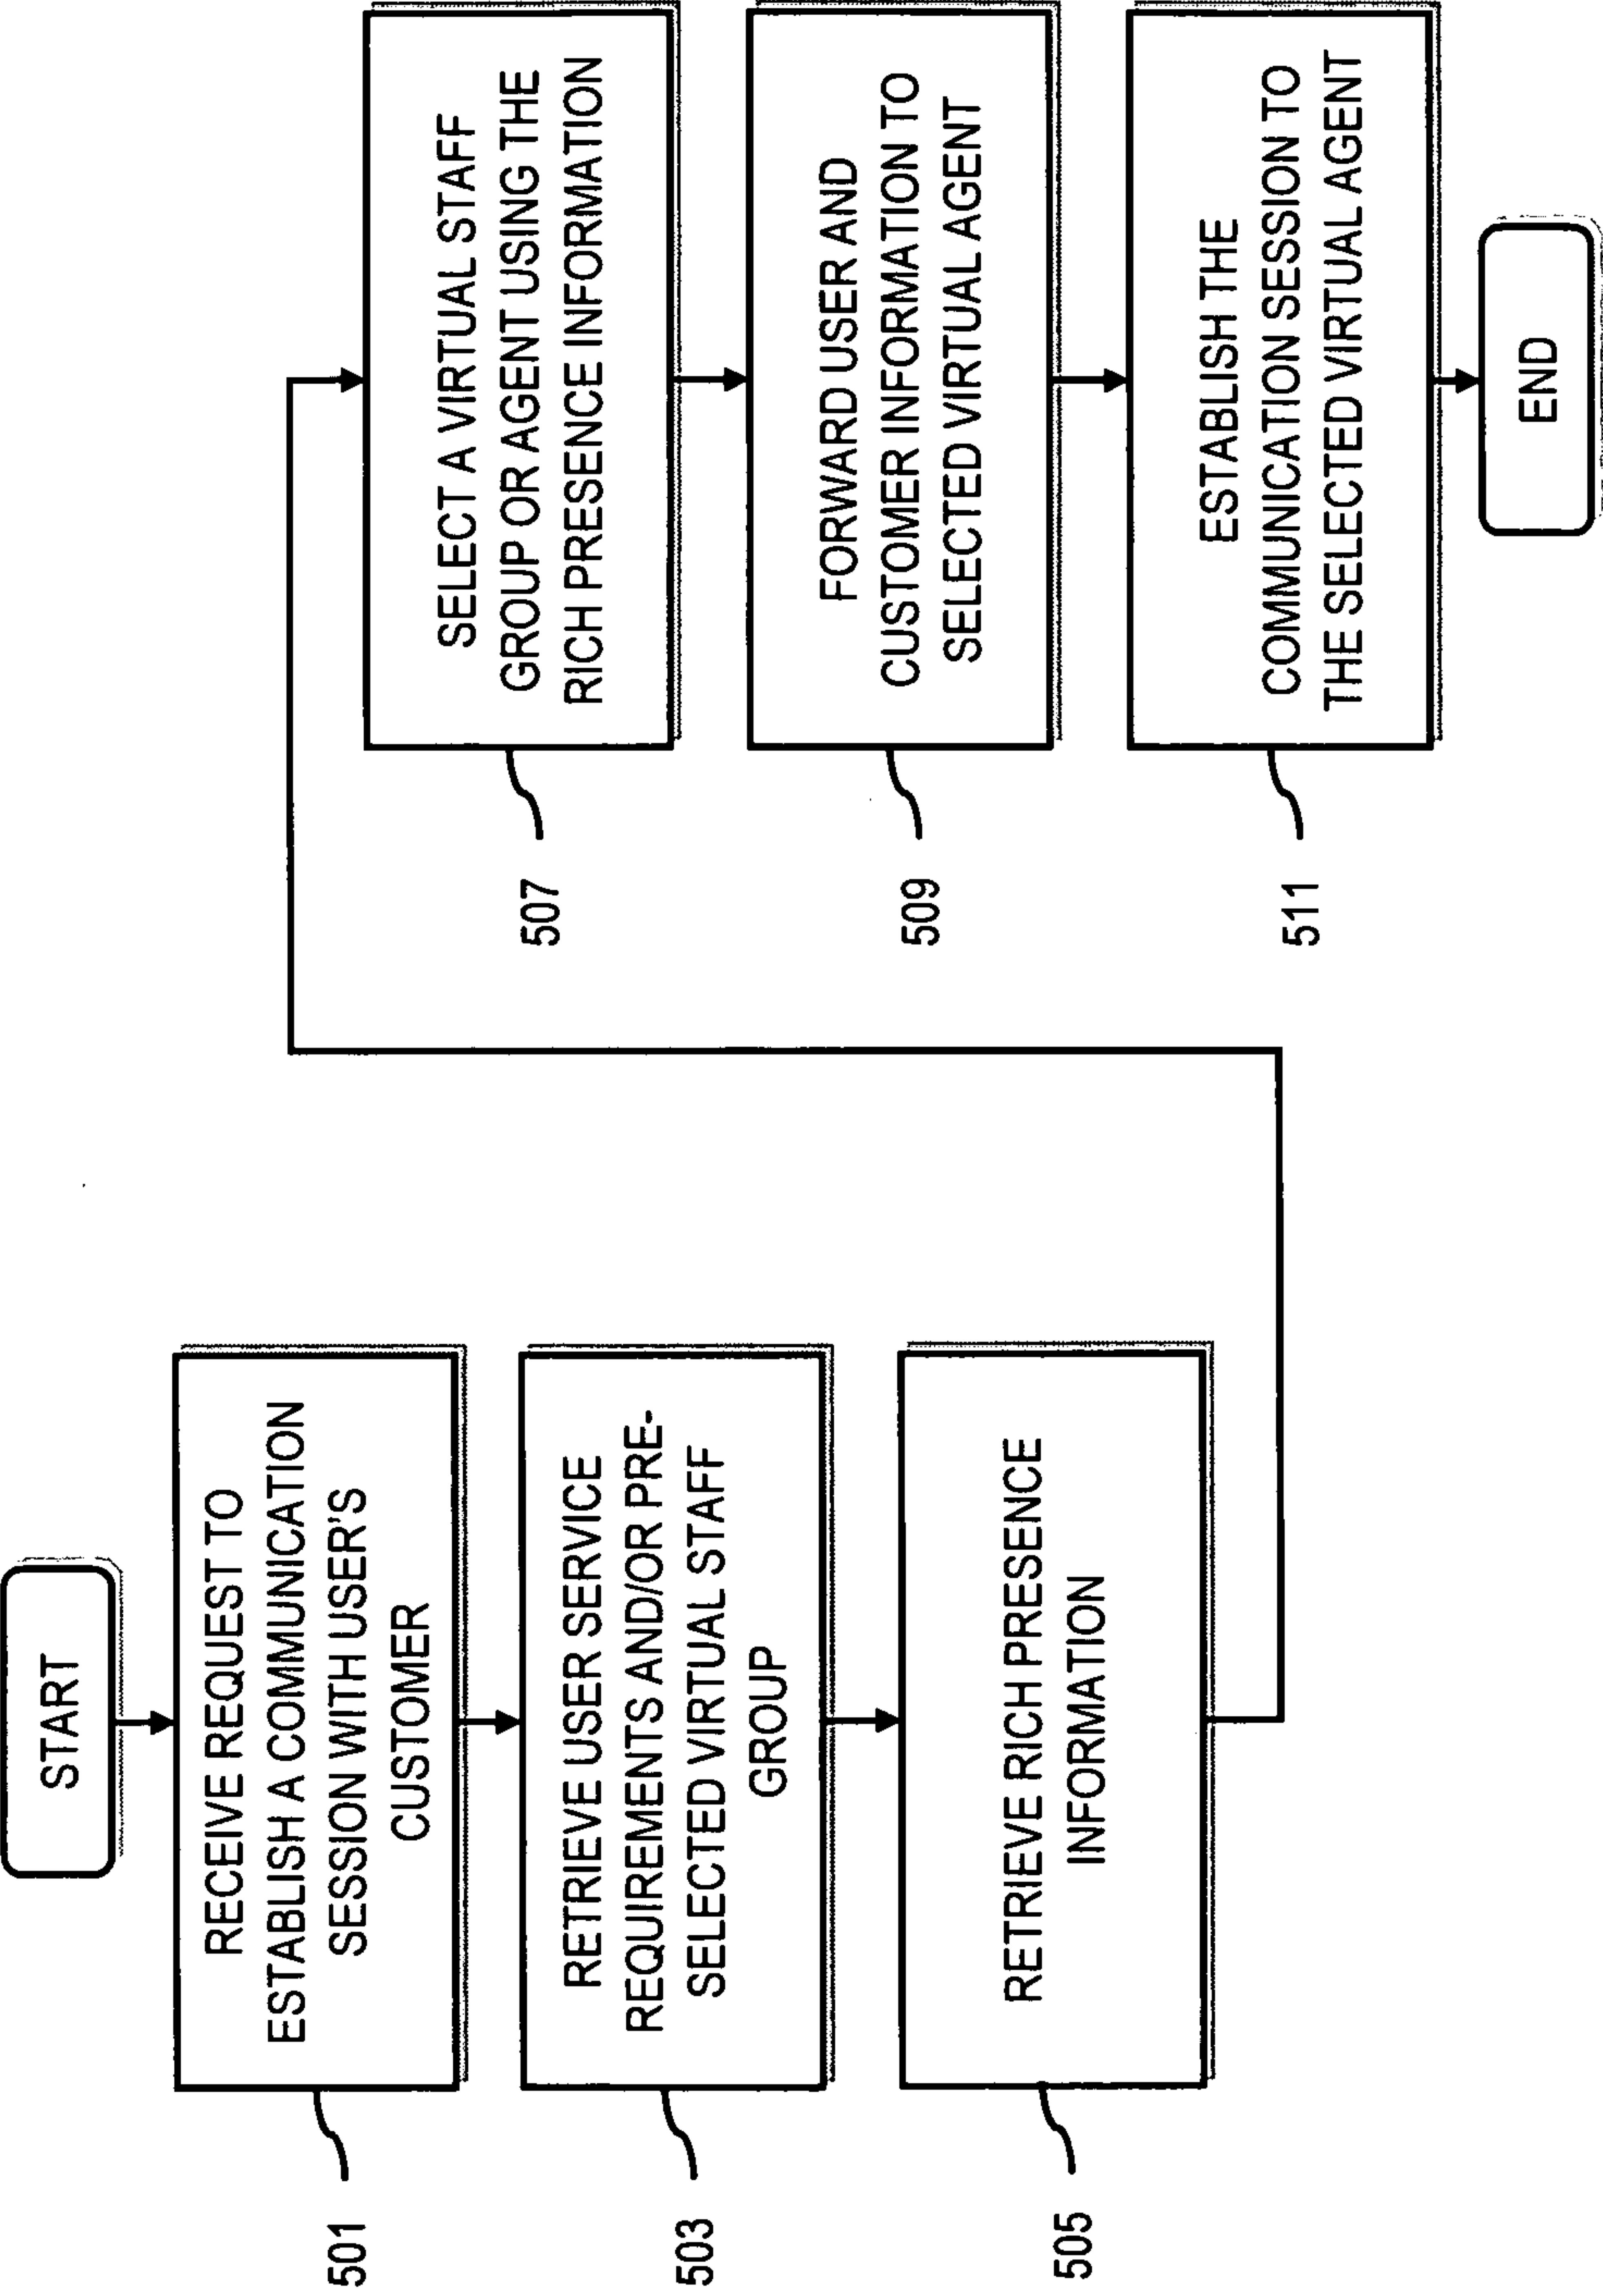 START
RECEIVE REQUEST TO
ESTABLISH A COMMUNICATION
SESSION WITH USER'S
CUSTOMER
501
RETRIEVE USER SERVICE
REQUIREMENTS AND/OR PRE-
SELECTED VIRTUAL STAFF
GROUP
503
RETRIEVE RICH PRESENCE
INFORMATION
505
SELECT A VIRTUAL STAFF
GROUP OR AGENT USING THE
RICH PRESENCE INFORMATION
507
FORWARD USER AND
CUSTOMER INFORMATION TO
SELECTED VIRTUAL AGENT
509
ESTABLISH THE
COMMUNICATION SESSION TO
THE SELECTED VIRTUAL AGENT
511
END